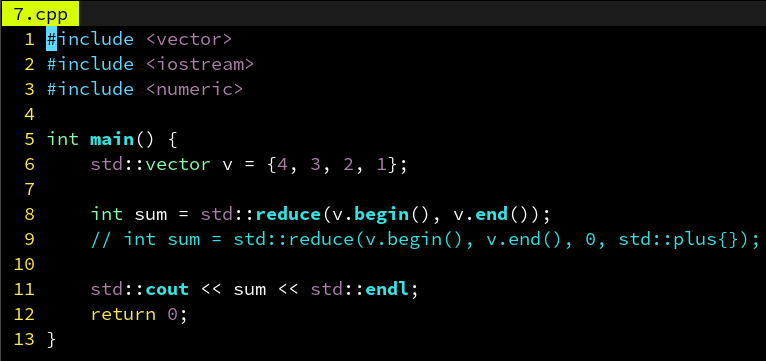 7.cpp
1 #include <vector>
2 #include <iostream>
3 #include <numeric>
4
5 int main() {
6     std::vector v = {4, 3, 2, 1};
7
8     int sum = std::reduce(v.begin(), v.end());
9     // int sum = std::reduce(v.begin(), v.end(), 0, std::plus{});
10
11     std::cout << sum << std::endl;
12     return 0;
13 }